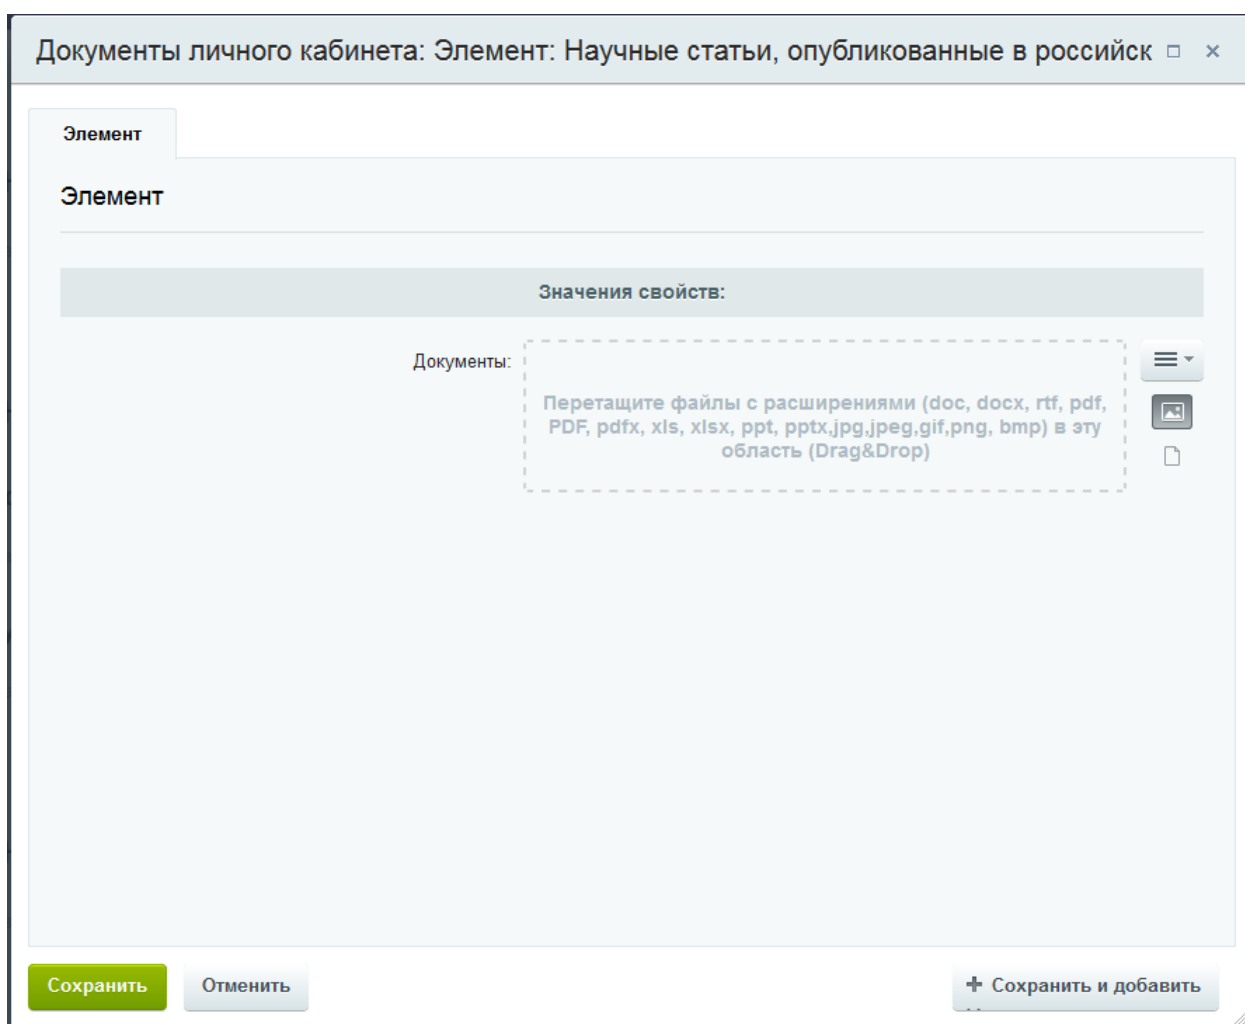 Документы личного кабинета: Элемент: Научные статьи, опубликованные в российск
Элемент
Элемент
Значения свойств:
Документы:
Перетащите файлы с расширениями (doc, docx, rtf, pdf,
PDF, pdfx, xls, xlsx, ppt, pptx,jpg,jpeg,gif,png, bmp) в эту
область (Drag&Drop)
Сохранить
Отменить
+ Сохранить и добавить